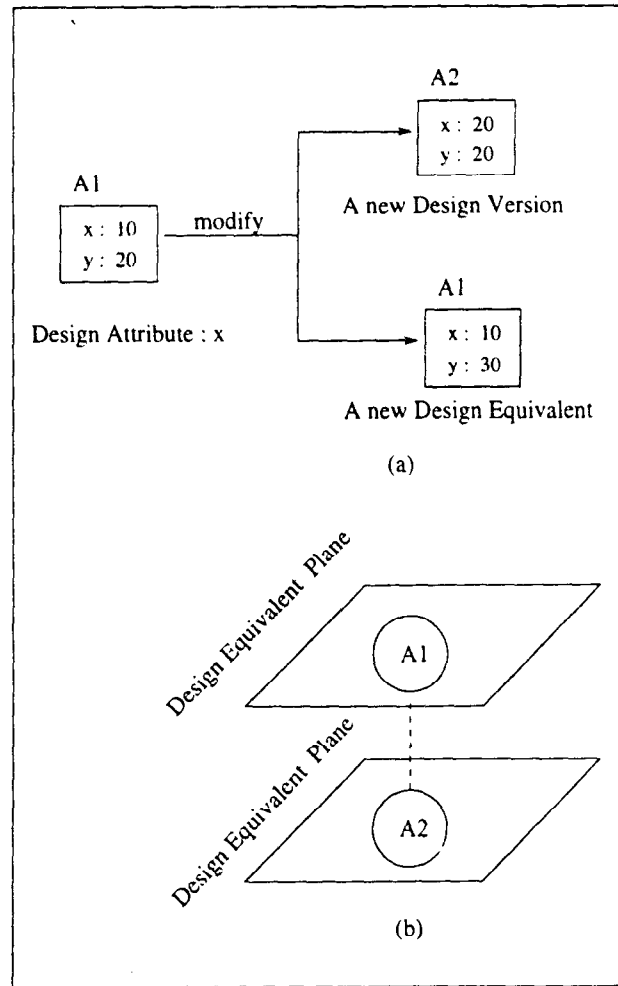 A2
x : 20
y : 20
A new Design Version
A1
x : 10
y : 20
modify
Design Attribute : x
A1
x : 10
y : 30
A new Design Equivalent
(a)
Design Equivalent Plane
A1
Design Equivalent Plane
A2
(b)